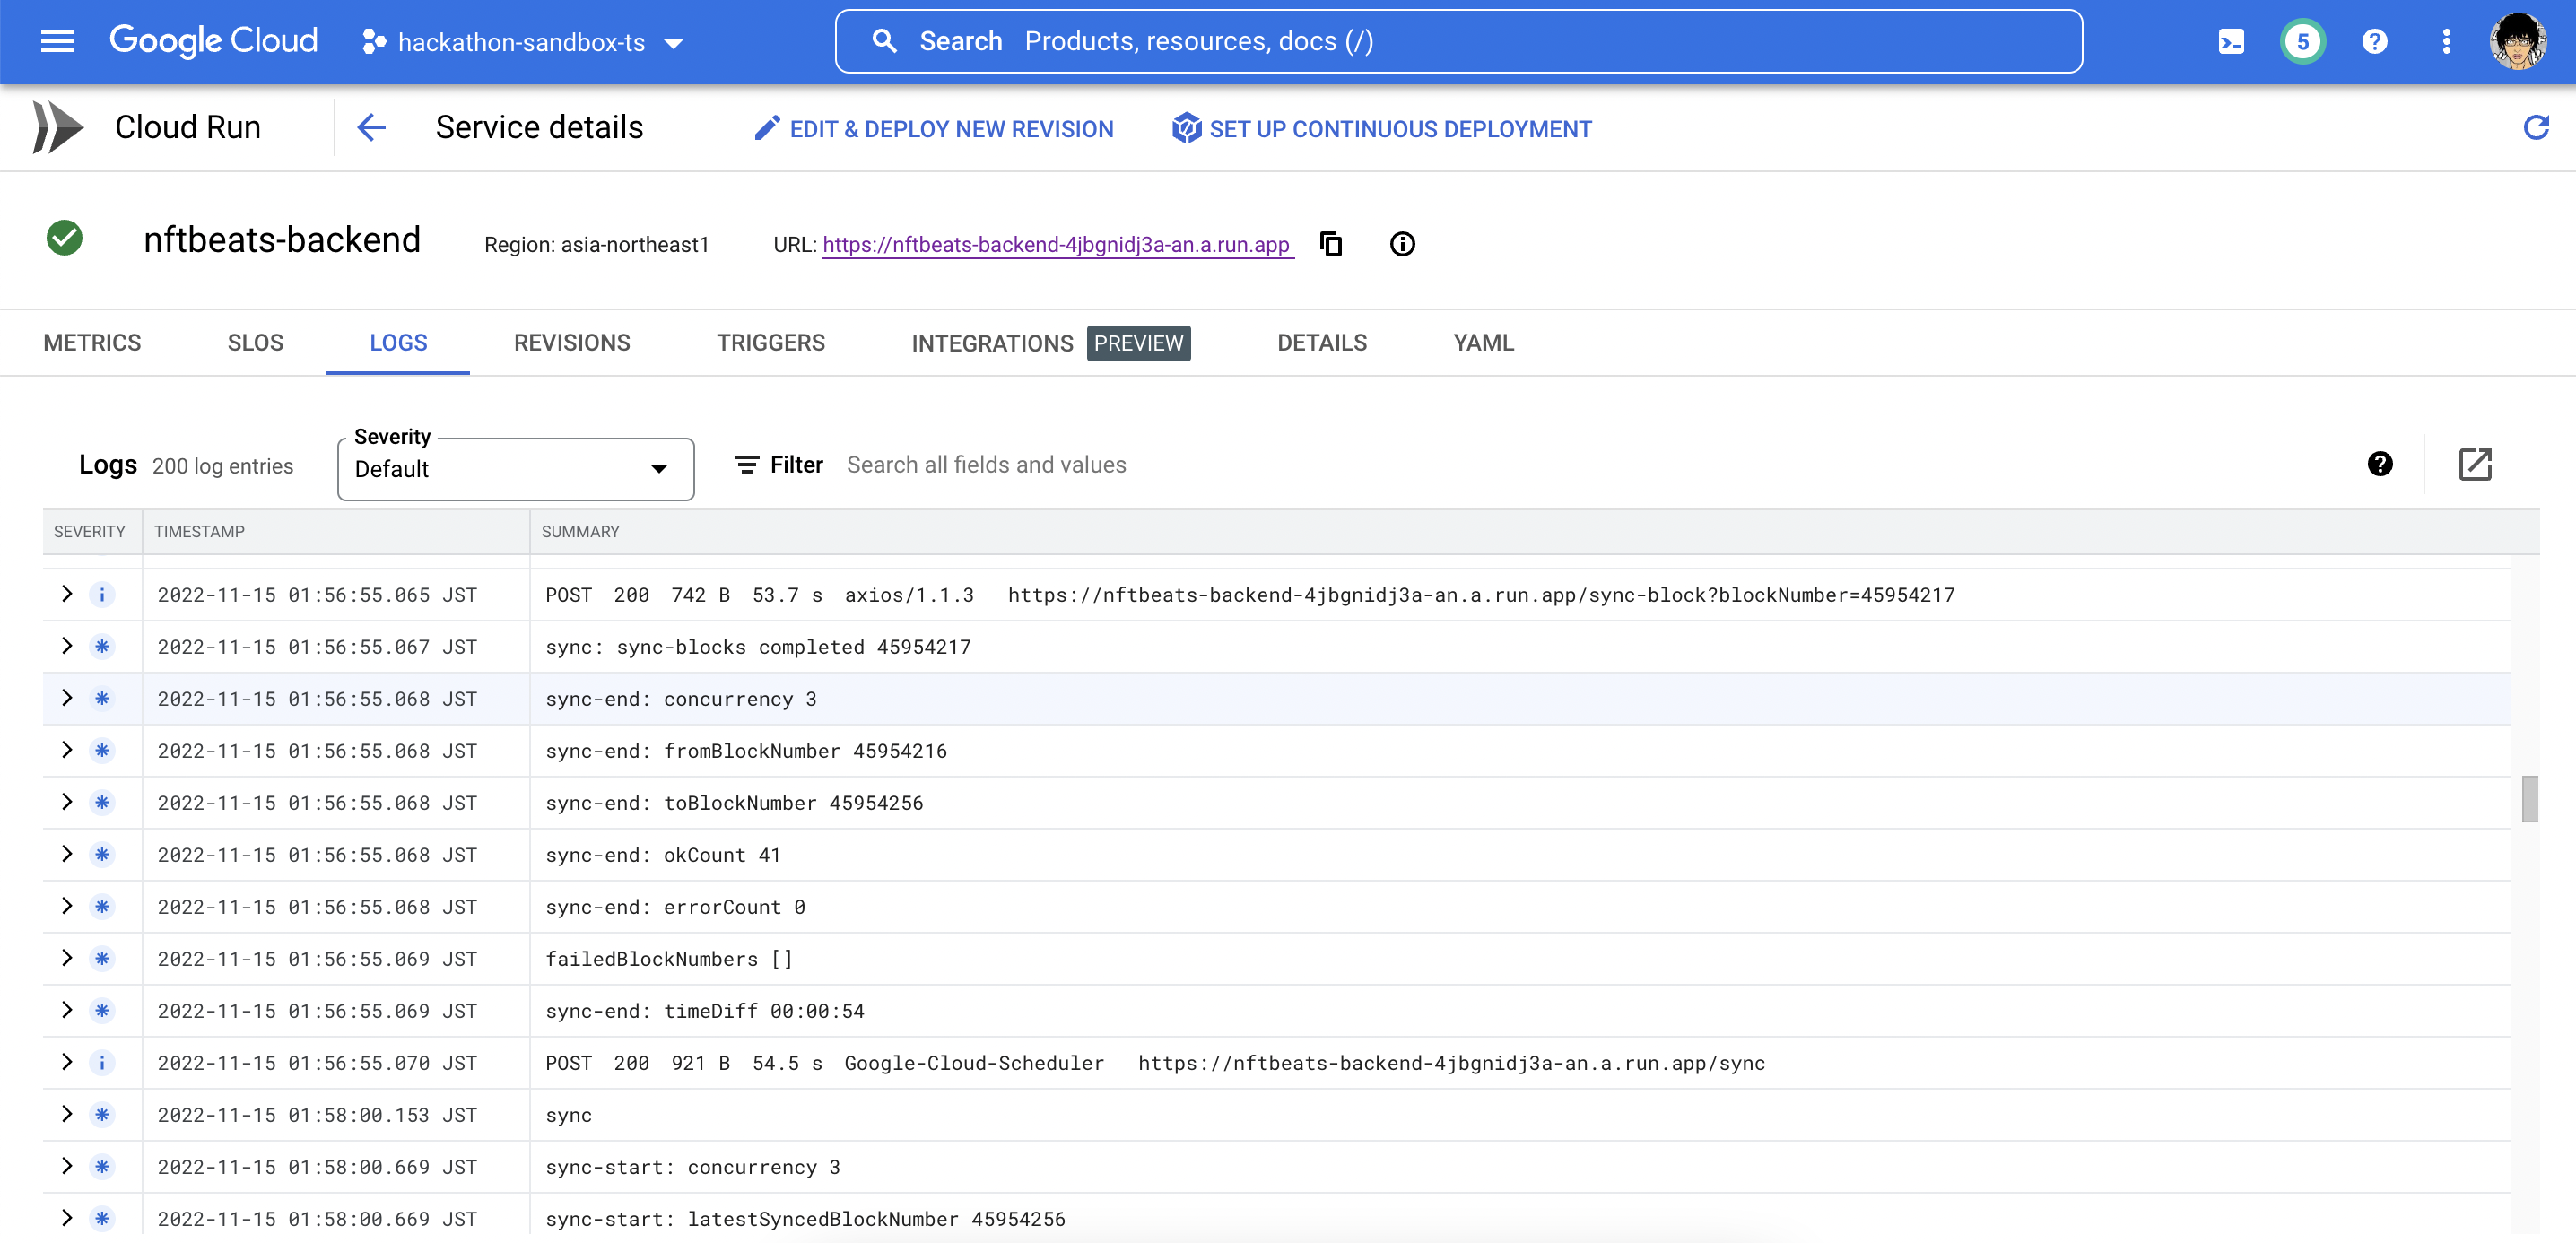 Google Cloud hackathon-sandbox-ts Search Products, resources, docs (/) 5
Cloud Run Service details EDIT & DEPLOY NEW REVISION SET UP CONTINUOUS DEPLOYMENT
nftbeats-backend Region: asia-northeast1 URL: https://nftbeats-backend-4jbgnidj3a-an.a.run.app
METRICS SLOS LOGS REVISIONS TRIGGERS INTEGRATIONS PREVIEW DETAILS YAML
Severity
Logs 200 log entries Default Filter Search all fields and values
SEVERITY TIMESTAMP SUMMARY
2022-11-15 01:56:55.065 JST POST 200 742 B 53.7 s axios/1.1.3 https://nftbeats-backend-4jbgnidj3a-an.a.run.app/sync-block?blockNumber=45954217
2022-11-15 01:56:55.067 JST sync: sync-blocks completed 45954217
2022-11-15 01:56:55.068 JST sync-end: concurrency 3
2022-11-15 01:56:55.068 JST sync-end: fromBlockNumber 45954216
2022-11-15 01:56:55.068 JST sync-end: toBlockNumber 45954256
2022-11-15 01:56:55.068 JST sync-end: okCount 41
2022-11-15 01:56:55.068 JST sync-end: errorCount 0
2022-11-15 01:56:55.069 JST failedBlockNumbers []
2022-11-15 01:56:55.069 JST sync-end: timeDiff 00:00:54
2022-11-15 01:56:55.070 JST POST 200 921 B 54.5 s Google-Cloud-Scheduler https://nftbeats-backend-4jbgnidj3a-an.a.run.app/sync
2022-11-15 01:58:00.153 JST sync
2022-11-15 01:58:00.669 JST sync-start: concurrency 3
2022-11-15 01:58:00.669 JST sync-start: latestSyncedBlockNumber 45954256